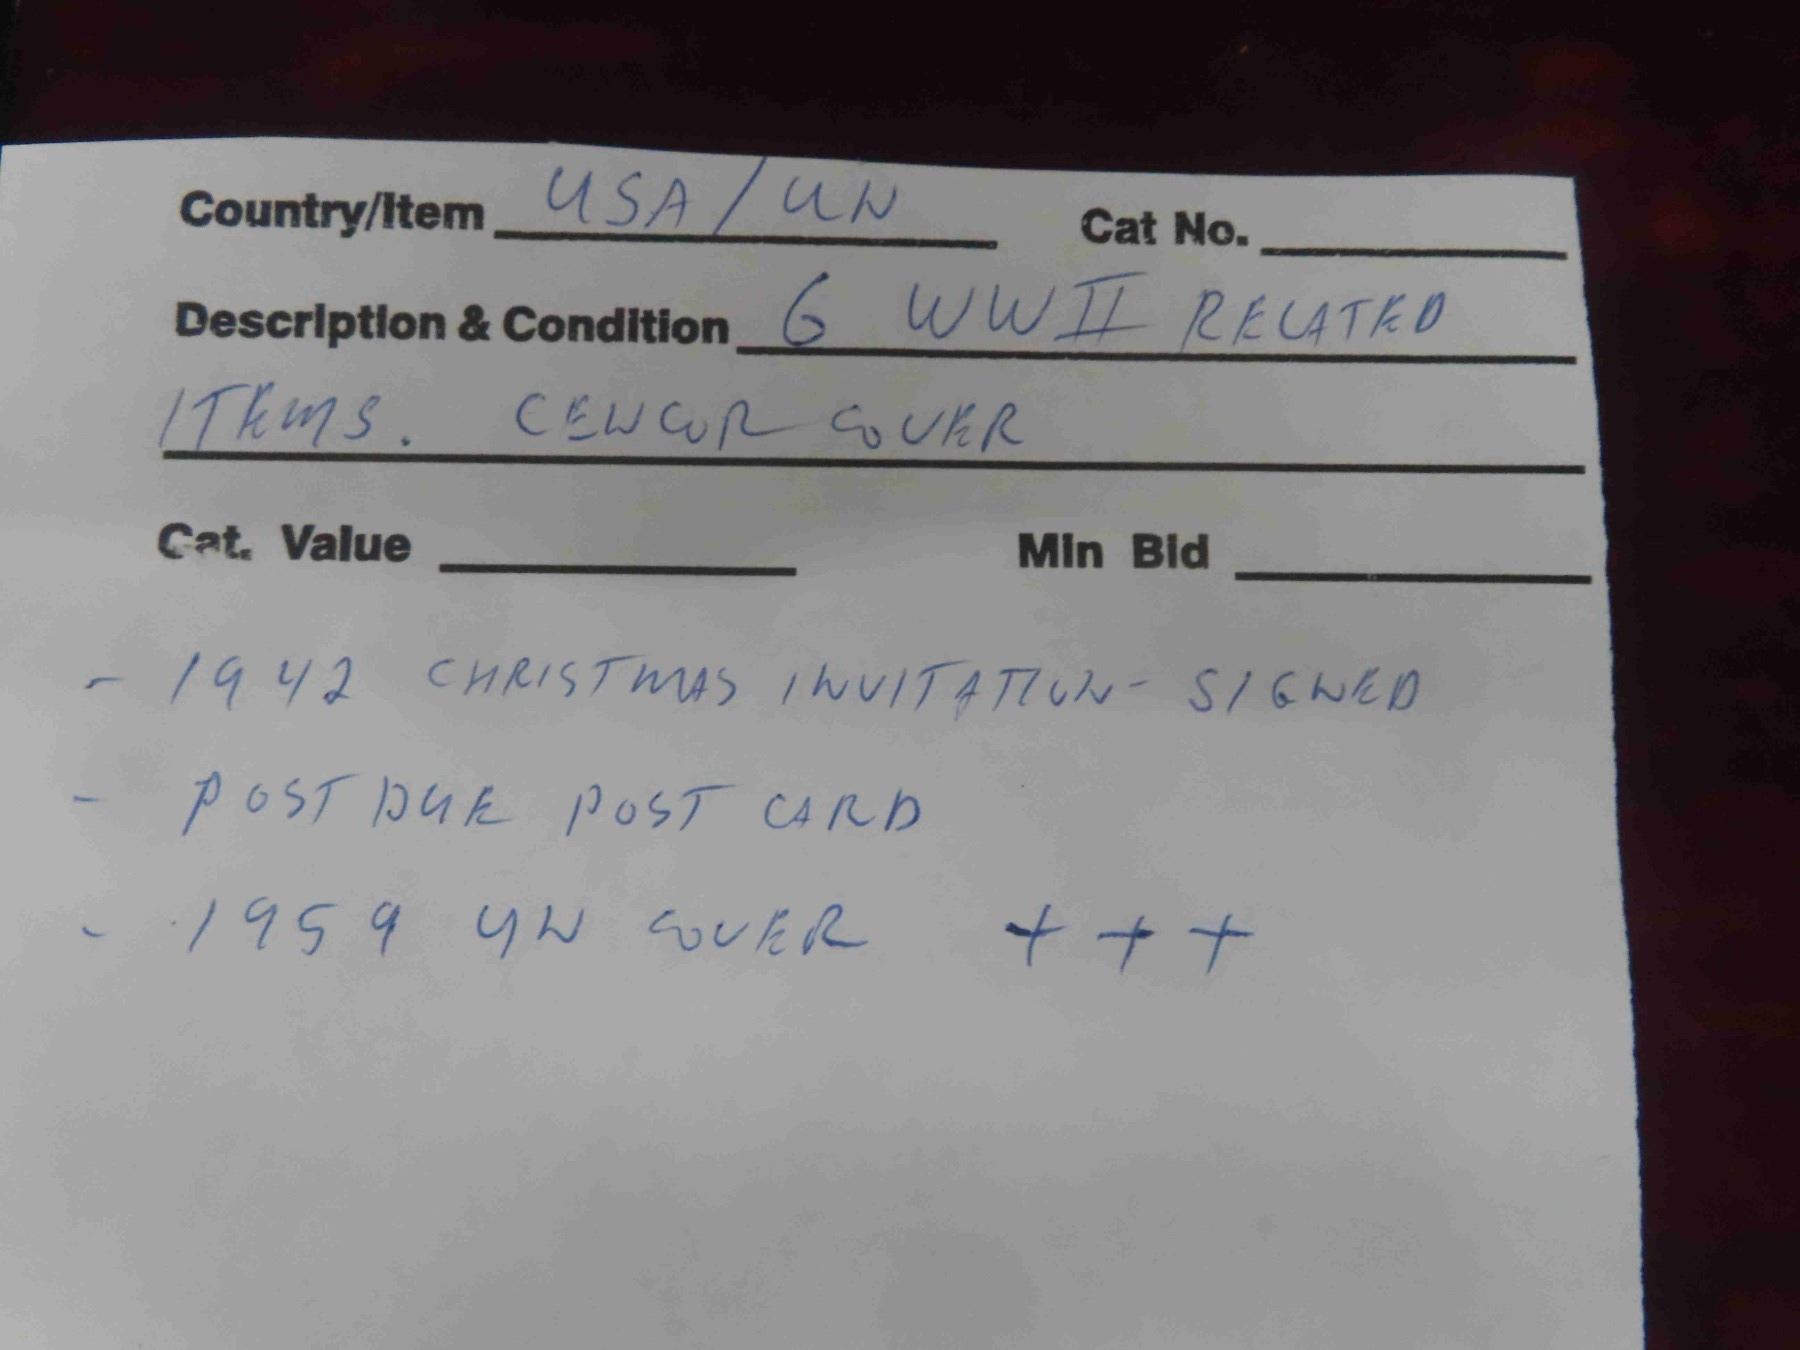 Country/Item USA/UN Cat No.
Description & Condition 6 WWII RELATED
ITEMS. CENCOR COVER
Cat. Value Min Bid
- 1942 CHRISTMAS INVITATION - SIGNED
- POST DUE POST CARD
- 1959 UN COVER + + +